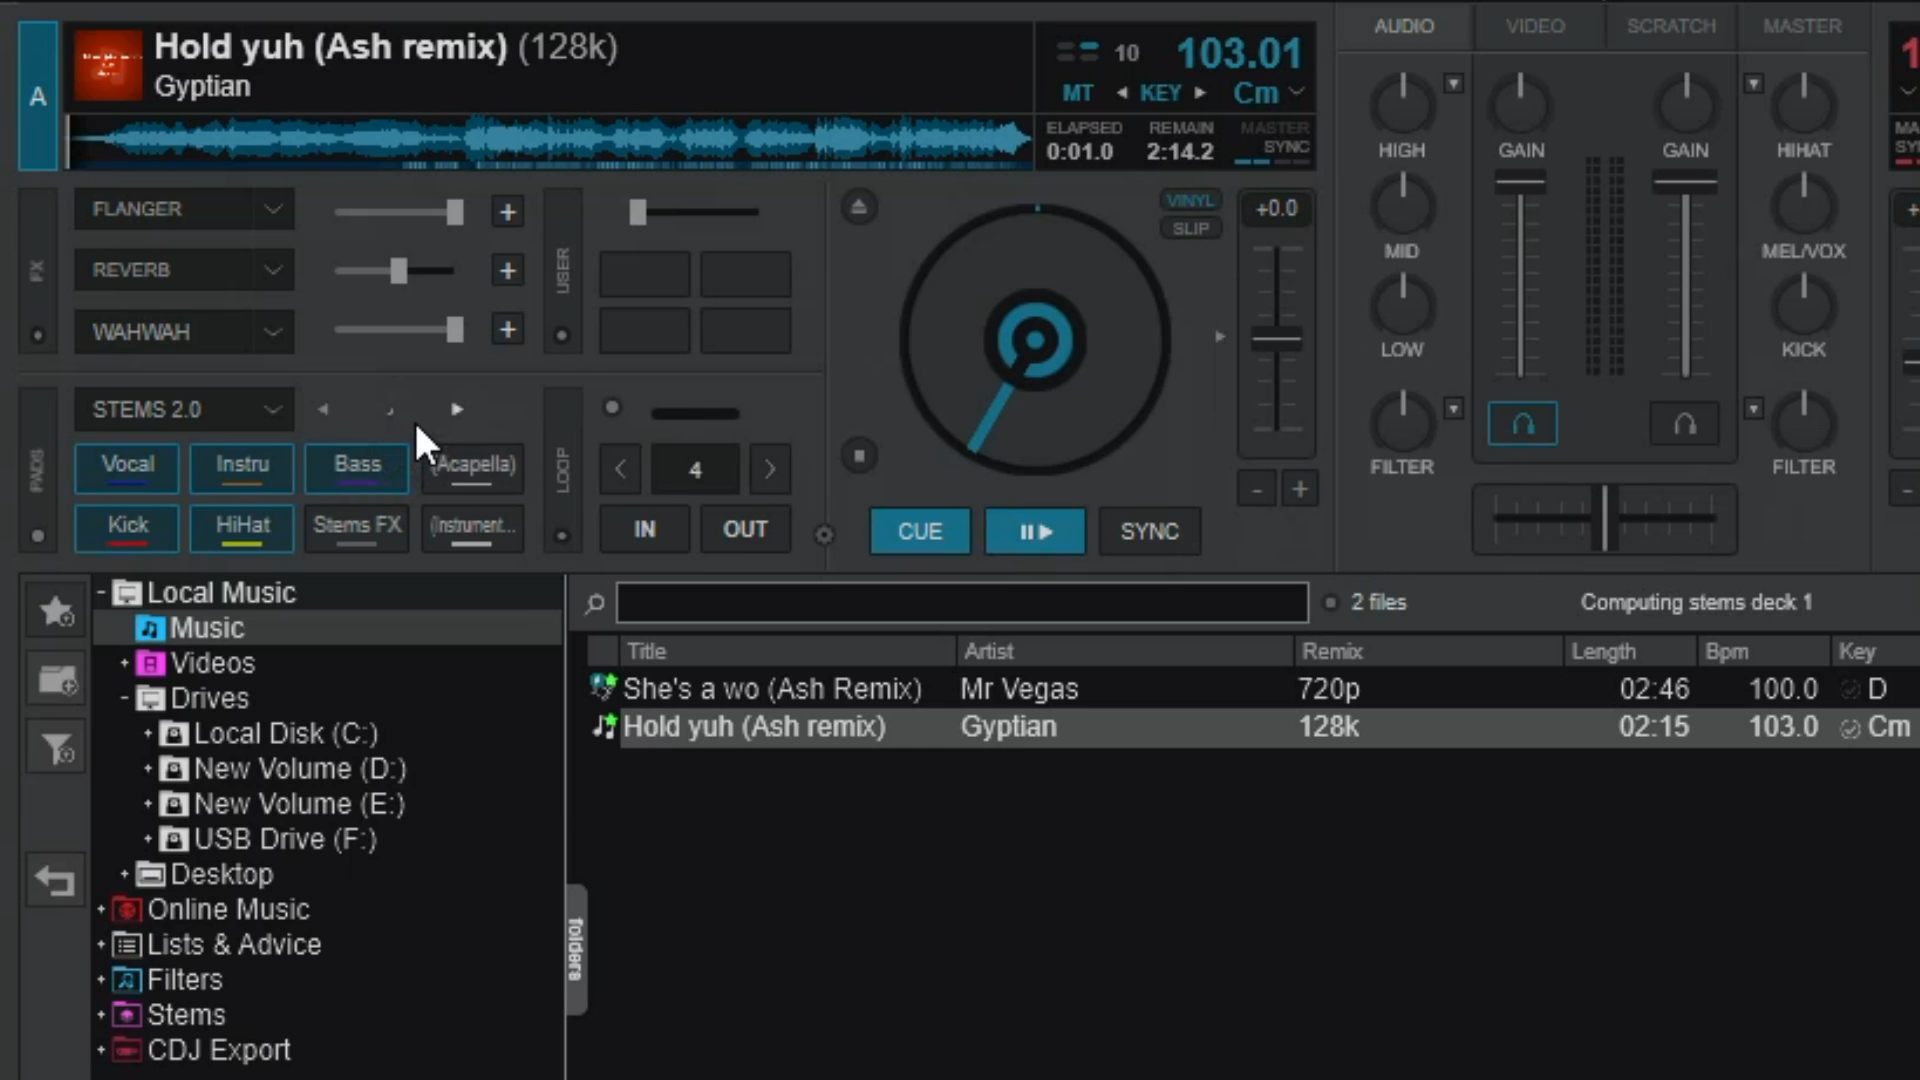 A
Hold yuh (Ash remix) (128k)
Gyptian
10
103.01
MT KEY Cm
ELAPSED REMAIN MASTER
0:01.0 2:14.2 SYNC
AUDIO VIDEO SCRATCH MASTER
HIGH GAIN GAIN HIHAT
MID MEL/VOX
LOW KICK
FILTER FILTER
FX
FLANGER +
REVERB +
WAHWAH +
USER
VINYL
SLIP
+0.0
- +
PADS
STEMS 2.0
Vocal Instru Bass (Acapella)
Kick HiHat Stems FX (Instrument...
LOOP
4
IN OUT
CUE SYNC
Local Music
Music
Videos
Drives
Local Disk (C:)
New Volume (D:)
New Volume (E:)
USB Drive (F:)
Desktop
Online Music
Lists & Advice
Filters
Stems
CDJ Export
folders
2 files Computing stems deck 1
Title Artist Remix Length Bpm Key
She's a wo (Ash Remix) Mr Vegas 720p 02:46 100.0 D
Hold yuh (Ash remix) Gyptian 128k 02:15 103.0 Cm